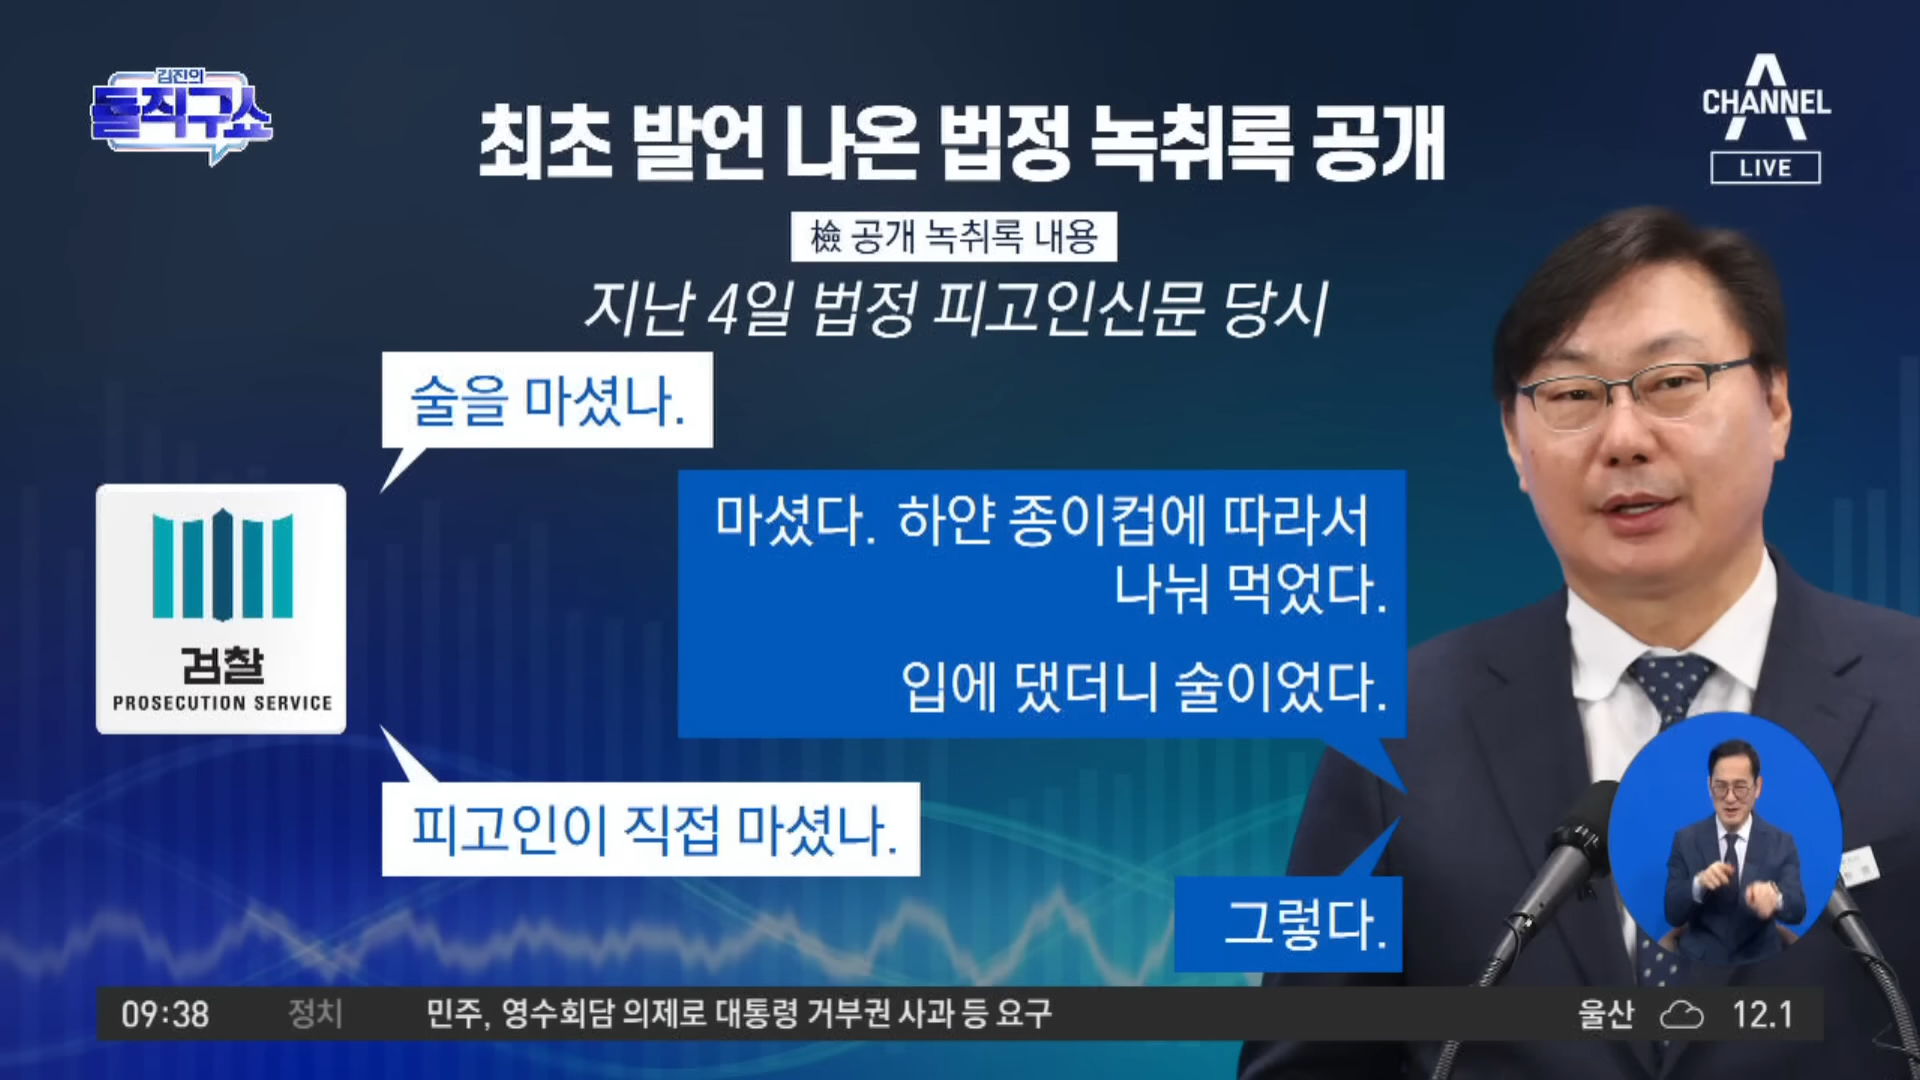 김진의
돌직구쇼
최초 발언 나온 법정 녹취록 공개
CHANNEL A
LIVE
檢 공개 녹취록 내용
지난 4일 법정 피고인신문 당시
술을 마셨나.
마셨다. 하얀 종이컵에 따라서
나눠 먹었다.
입에 댔더니 술이었다.
검찰
PROSECUTION SERVICE
피고인이 직접 마셨나.
그렇다.
09:38 정치 민주, 영수회담 의제로 대통령 거부권 사과 등 요구 울산 12.1